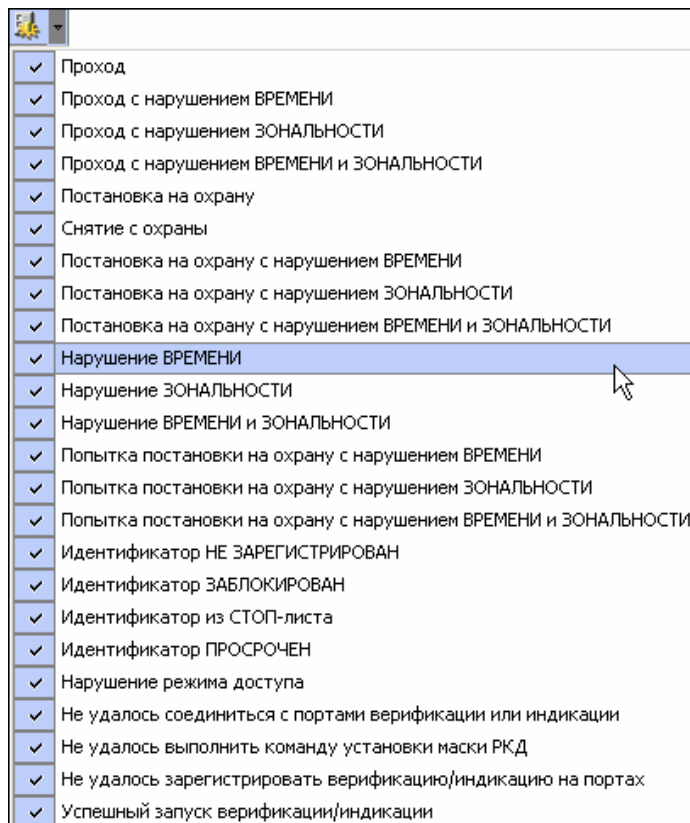 Проход
Проход с нарушением ВРЕМЕНИ
Проход с нарушением ЗОНАЛЬНОСТИ
Проход с нарушением ВРЕМЕНИ и ЗОНАЛЬНОСТИ
Постановка на охрану
Снятие с охраны
Постановка на охрану с нарушением ВРЕМЕНИ
Постановка на охрану с нарушением ЗОНАЛЬНОСТИ
Постановка на охрану с нарушением ВРЕМЕНИ и ЗОНАЛЬНОСТИ
Нарушение ВРЕМЕНИ
Нарушение ЗОНАЛЬНОСТИ
Нарушение ВРЕМЕНИ и ЗОНАЛЬНОСТИ
Попытка постановки на охрану с нарушением ВРЕМЕНИ
Попытка постановки на охрану с нарушением ЗОНАЛЬНОСТИ
Попытка постановки на охрану с нарушением ВРЕМЕНИ и ЗОНАЛЬНОСТИ
Идентификатор НЕ ЗАРЕГИСТРИРОВАН
Идентификатор ЗАБЛОКИРОВАН
Идентификатор из СТОП-листа
Идентификатор ПРОСРОЧЕН
Нарушение режима доступа
Не удалось соединиться с портами верификации или индикации
Не удалось выполнить команду установки маски РКД
Не удалось зарегистрировать верификацию/индикацию на портах
Успешный запуск верификации/индикации